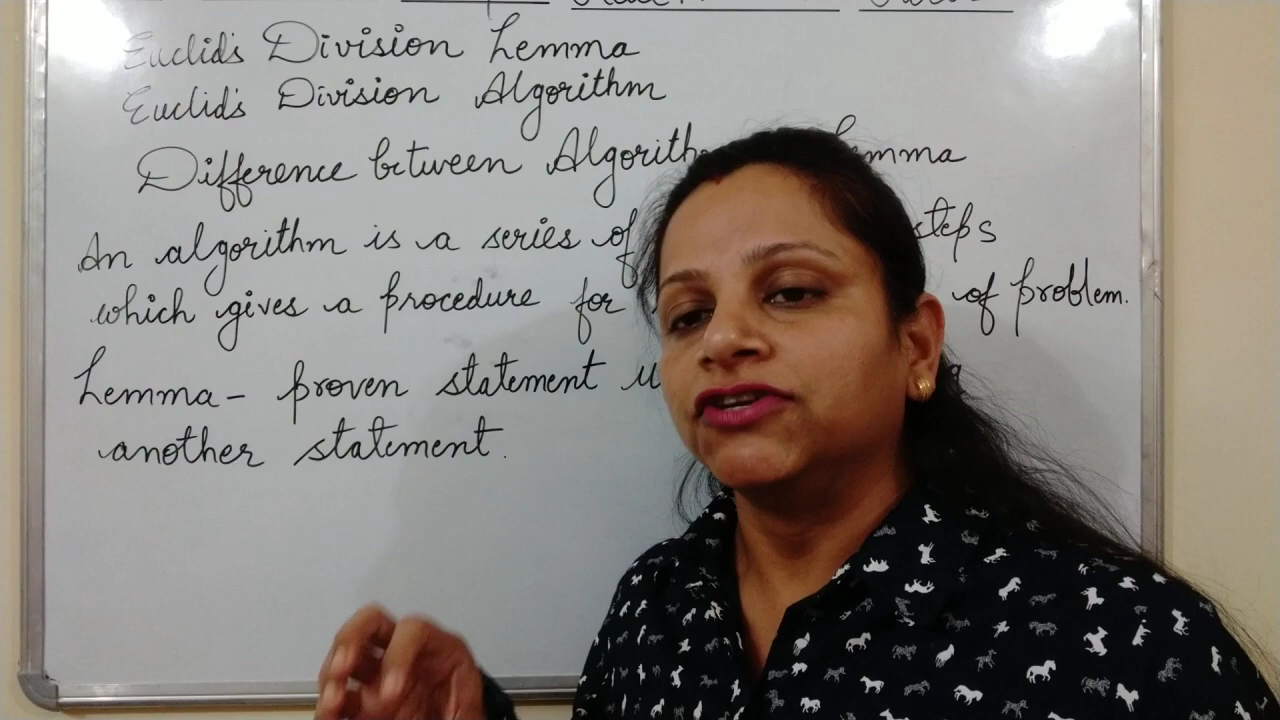 Euclid's Division Lemma
Euclid's Division Algorithm
Difference between Algorith emma
An algorithm is a series of steps
which gives a procedure for of problem.
Lemma - proven statement
another statement.